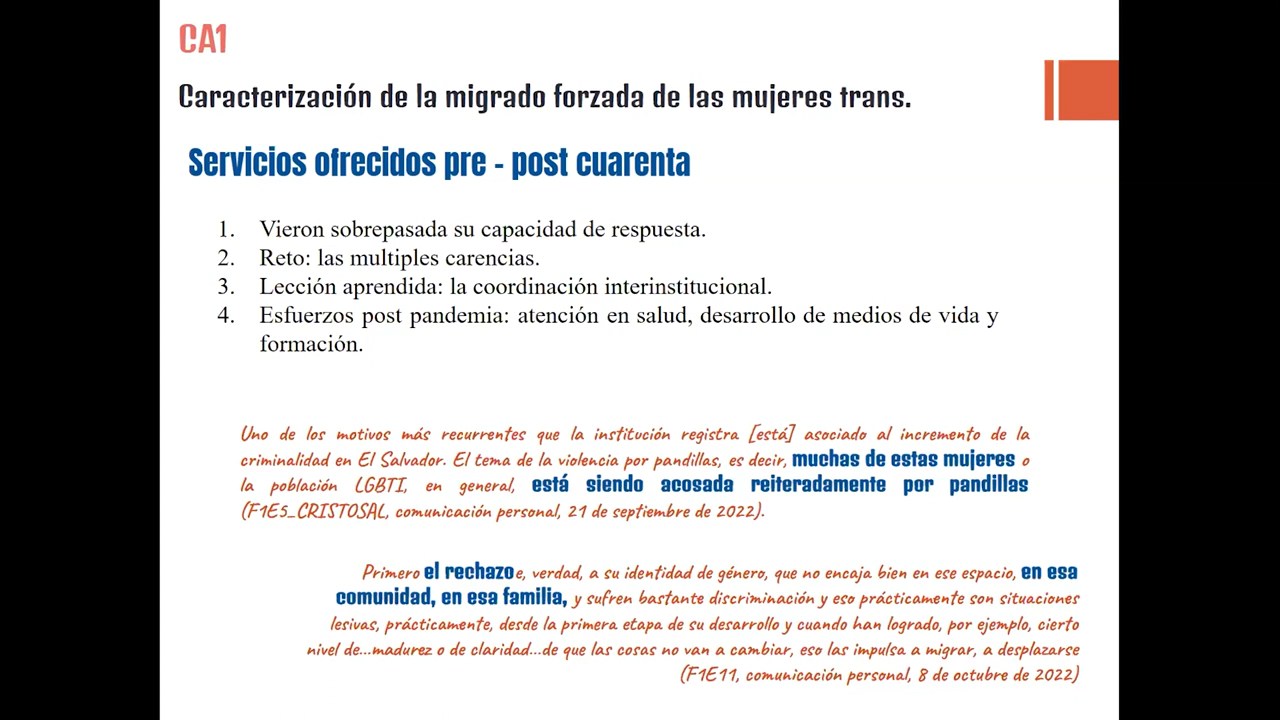 CA1
Caracterización de la migrado forzada de las mujeres trans.
Servicios ofrecidos pre - post cuarenta
1. Vieron sobrepasada su capacidad de respuesta.
2. Reto: las multiples carencias.
3. Lección aprendida: la coordinación interinstitucional.
4. Esfuerzos post pandemia: atención en salud, desarrollo de medios de vida y
formación.
Uno de los motivos más recurrentes que la institución registra [está] asociado al incremento de la
criminalidad en El Salvador. El tema de la violencia por pandillas, es decir, muchas de estas mujeres o
la población LGBTI, en general, está siendo acosada reiteradamente por pandillas
(F1E5_CRISTOSAL, comunicación personal, 21 de septiembre de 2022).
Primero el rechazoe, verdad, a su identidad de género, que no encaja bien en ese espacio, en esa
comunidad, en esa familia, y sufren bastante discriminación y eso prácticamente son situaciones
lesivas, prácticamente, desde la primera etapa de su desarrollo y cuando han logrado, por ejemplo, cierto
nivel de...madurez o de claridad...de que las cosas no van a cambiar, eso las impulsa a migrar, a desplazarse
(F1E11, comunicación personal, 8 de octubre de 2022)